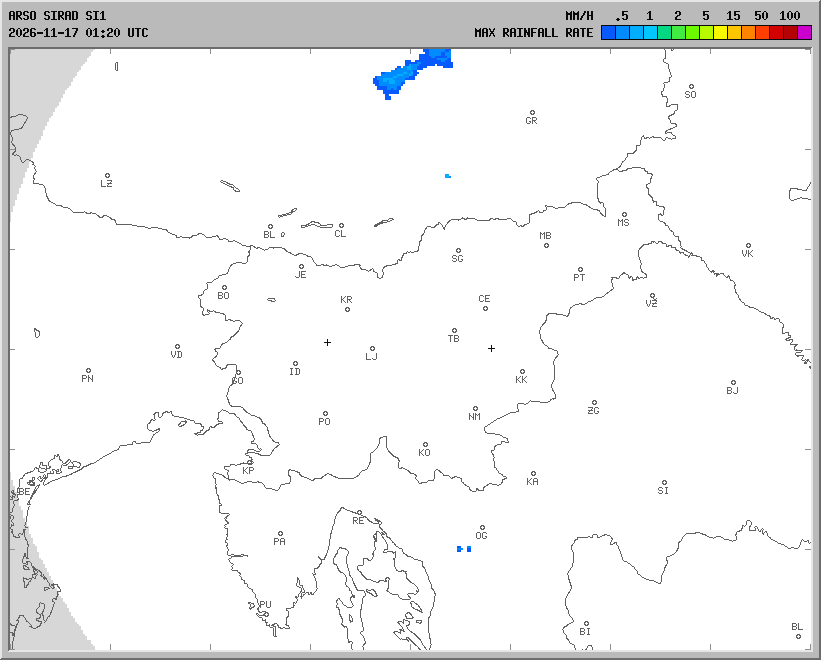 ARSO SIRAD SI1
MM/H .5 1 2 5 15 50 100
2026-11-17 01:20 UTC
MAX RAINFALL RATE
SO
GR
LZ
MS
BL
CL
MB
VK
SG
JE
PT
BO
KR
CE
VZ
TB
VD
LJ
ID
PN
GO
KK
BJ
NM
ZG
PO
KO
KP
KA
BE
SI
RE
OG
PA
PU
BI
BL